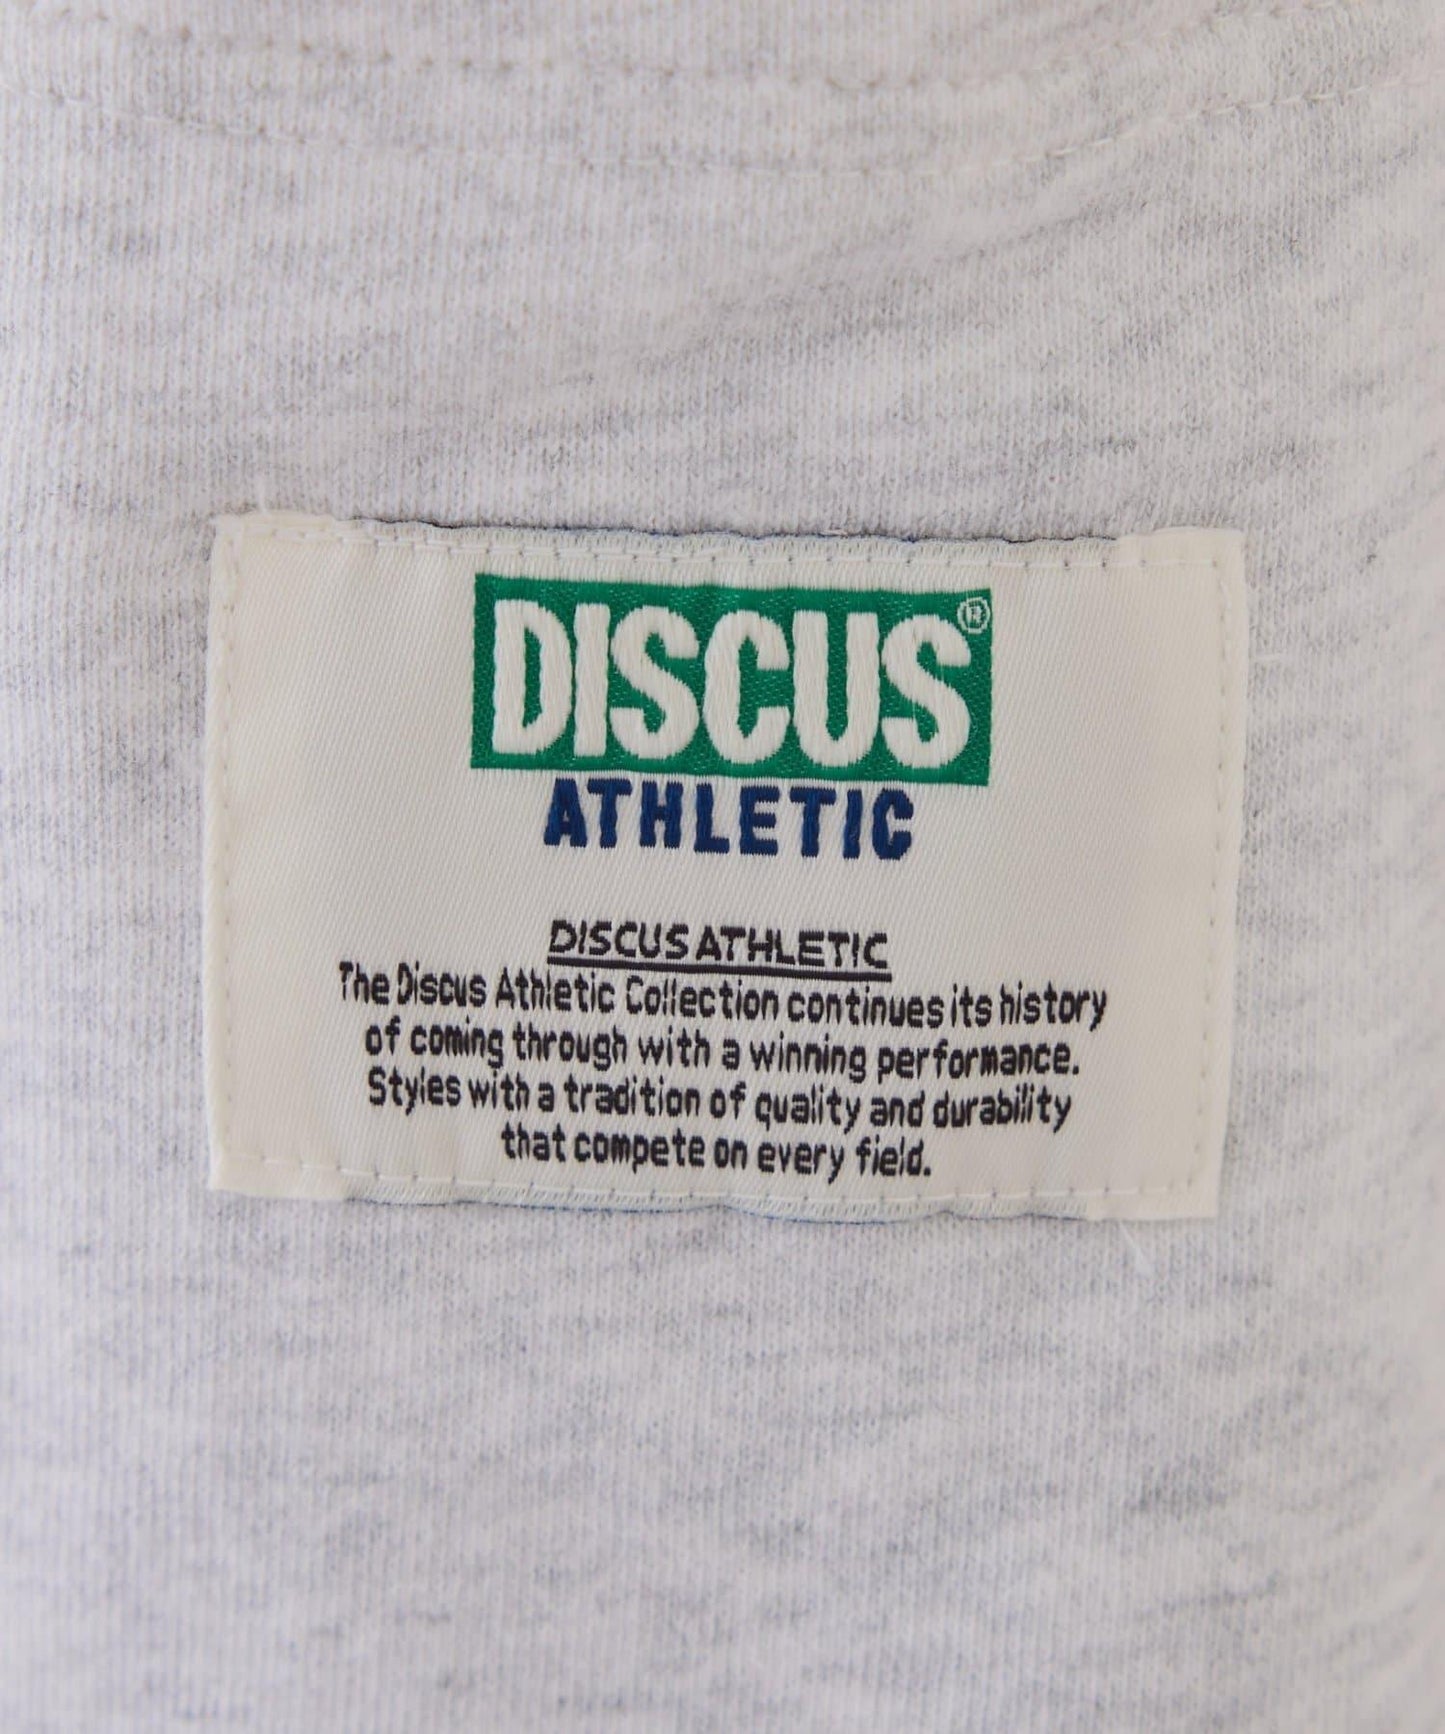 DISCUS®
ATHLETIC
DISCUS ATHLETIC
The Discus Athletic Collection continues its history
of coming through with a winning performance.
Styles with a tradition of quality and durability
that compete on every field.